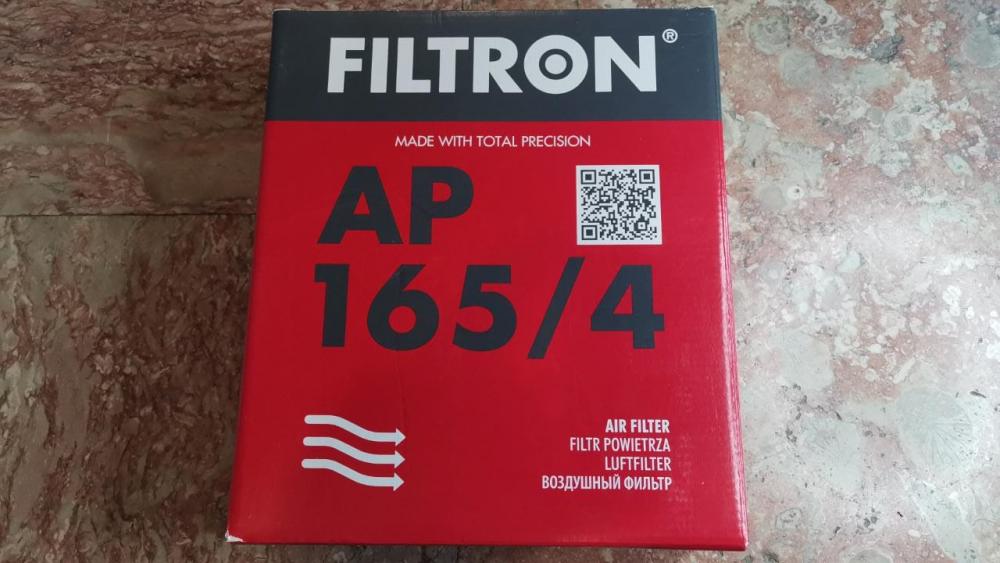 FILTRON®
MADE WITH TOTAL PRECISION
AP
165/4
AIR FILTER
FILTR POWIETRZA
LUFTFILTER
ВОЗДУШНЫЙ ФИЛЬТР